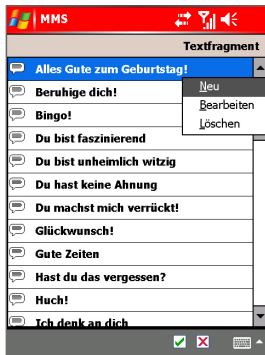 MMS
Textfragment
Alles Gute zum Geburtstag!
Neu
Beruhige dich!
Bearbeiten
Bingo!
Löschen
Du bist faszinierend
Du bist unheimlich witzig
Du hast keine Ahnung
Du machst mich verrückt!
Glückwunsch!
Gute Zeiten
Hast du das vergessen?
Huch!
Ich denk an dich